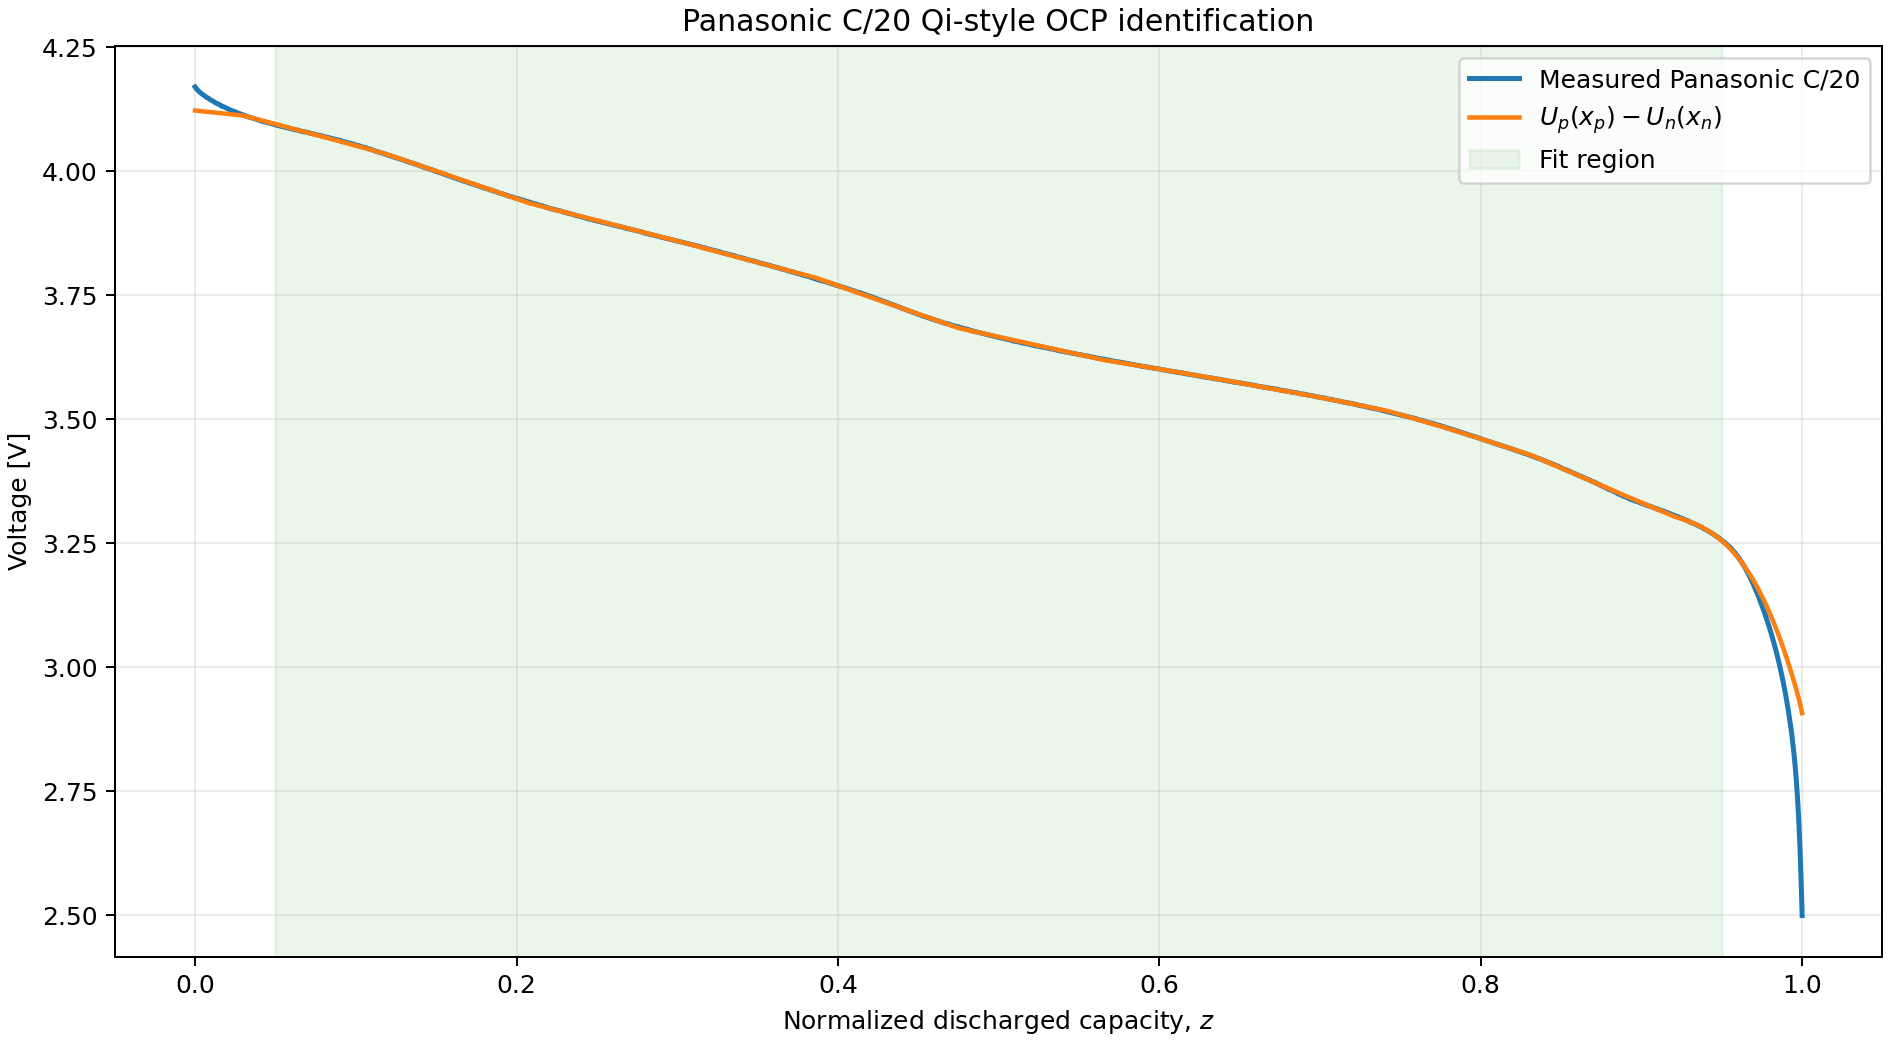 Panasonic C/20 Qi-style OCP identification
4.25
4.00
3.75
3.50
3.25
3.00
2.75
2.50
Voltage [V]
Measured Panasonic C/20
U_p(x_p) − U_n(x_n)
Fit region
0.0
0.2
0.4
0.6
0.8
1.0
Normalized discharged capacity, z